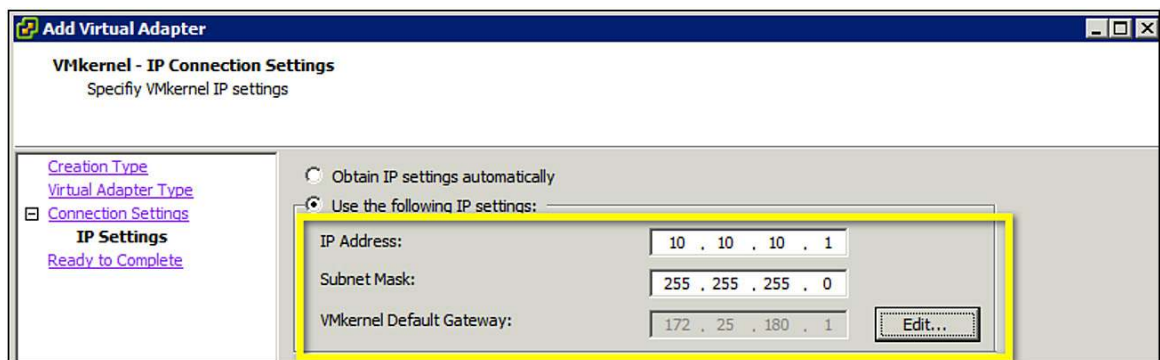 Add Virtual Adapter
VMkernel - IP Connection Settings
Specifiy VMkernel IP settings
Creation Type
Virtual Adapter Type
Connection Settings
IP Settings
Ready to Complete
Obtain IP settings automatically
Use the following IP settings:
IP Address: 10 . 10 . 10 . 1
Subnet Mask: 255 . 255 . 255 . 0
VMkernel Default Gateway: 172 . 25 . 180 . 1 Edit...